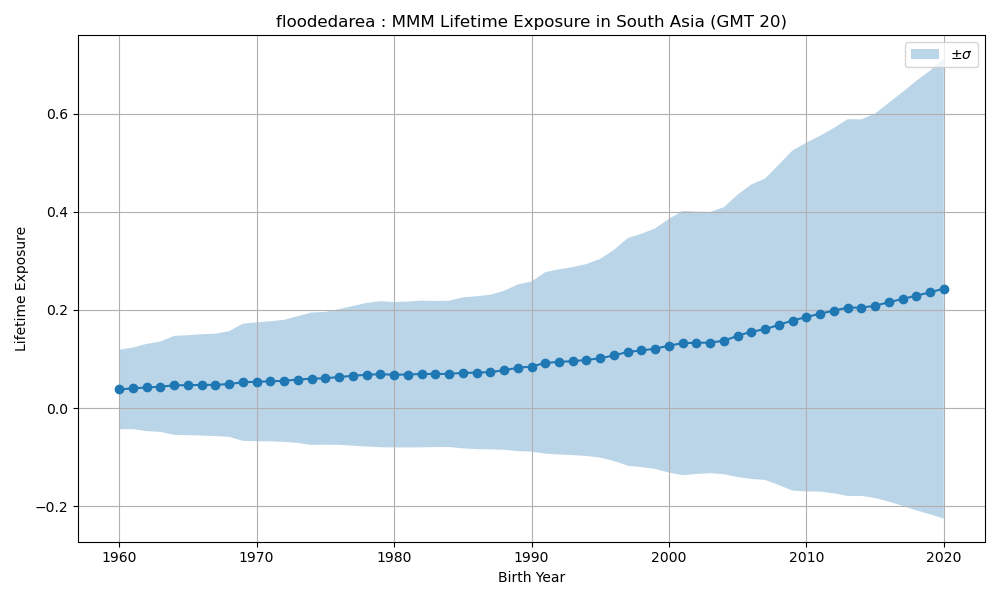 floodedarea : MMM Lifetime Exposure in South Asia (GMT 20)
±σ
Lifetime Exposure
0.6
0.4
0.2
0.0
−0.2
1960 1970 1980 1990 2000 2010 2020
Birth Year